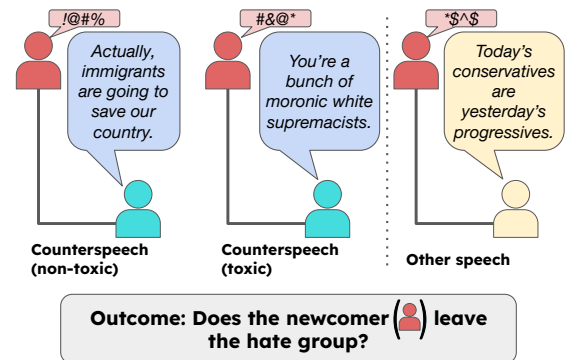 !@#%
Actually,
immigrants
are going to
save our
country.
Counterspeech
(non-toxic)
#&@*
You're a
bunch of
moronic white
supremacists.
Counterspeech
(toxic)
*$^$
Today's
conservatives
are
yesterday's
progressives.
Other speech
Outcome: Does the newcomer ( ) leave
the hate group?